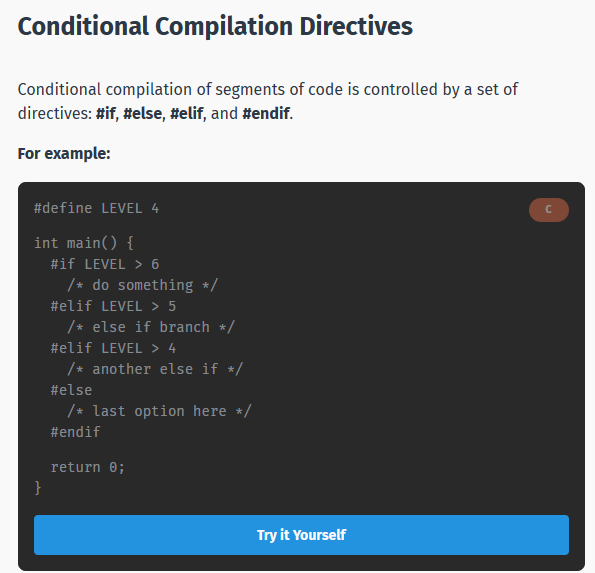 Conditional Compilation Directives
Conditional compilation of segments of code is controlled by a set of
directives: #if, #else, #elif, and #endif.
For example:
C
#define LEVEL 4
int main() {
  #if LEVEL > 6
    /* do something */
  #elif LEVEL > 5
    /* else if branch */
  #elif LEVEL > 4
    /* another else if */
  #else
    /* last option here */
  #endif
  return 0;
}
Try it Yourself